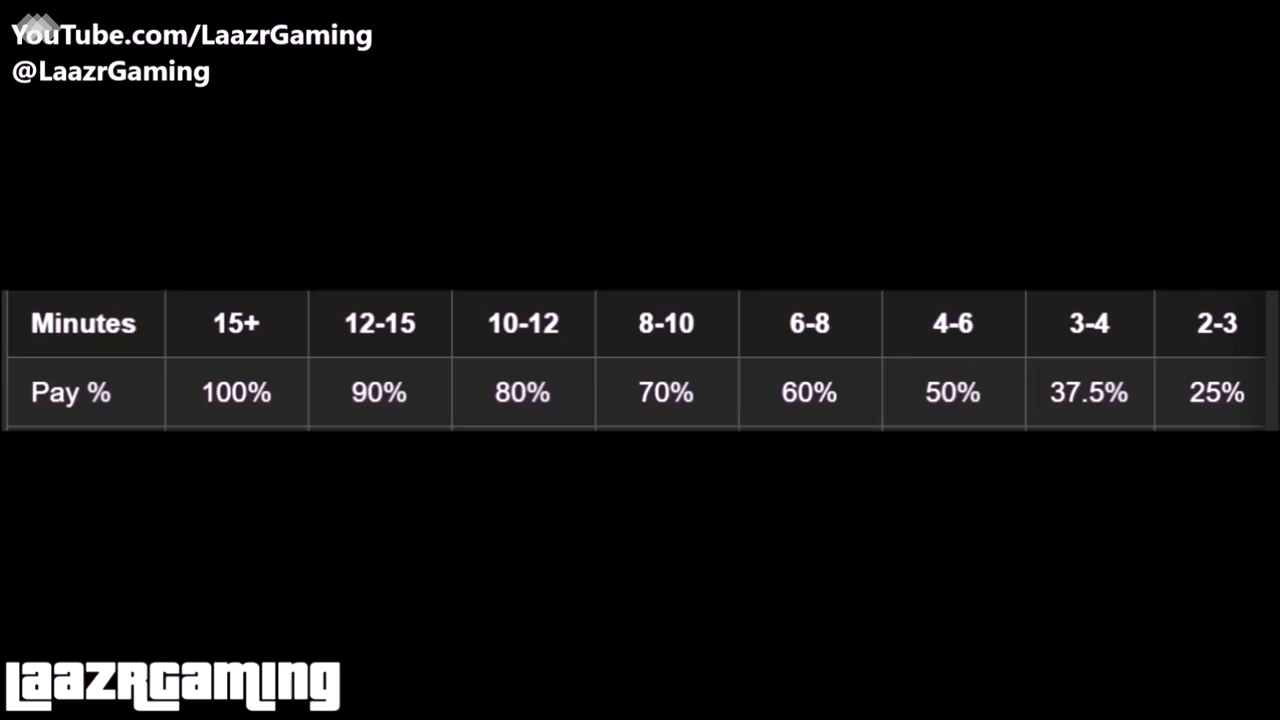 YouTube.com/LaazrGaming
@LaazrGaming
Minutes 15+ 12-15 10-12 8-10 6-8 4-6 3-4 2-3
Pay % 100% 90% 80% 70% 60% 50% 37.5% 25%
LaazrGaming